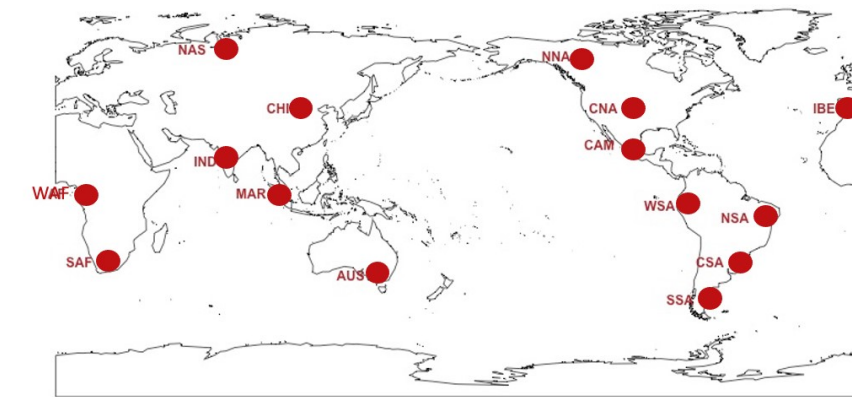 NAS
NNA
CHI
CNA
IBE
CAM
IND
WAF
MAR
WSA
NSA
SAF
CSA
AUS
SSA